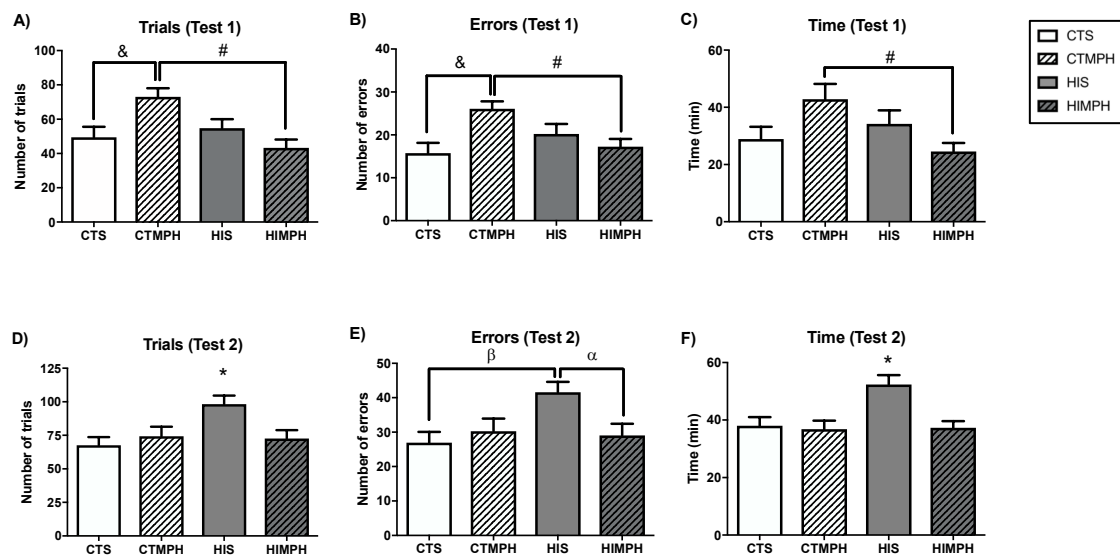 A) Trials (Test 1)
Number of trials
100
80
60
40
20
0
& #
CTS CTMPH HIS HIMPH
B) Errors (Test 1)
Number of errors
40
30
20
10
0
& #
CTS CTMPH HIS HIMPH
C) Time (Test 1)
Time (min)
60
40
20
0
#
CTS CTMPH HIS HIMPH
CTS
CTMPH
HIS
HIMPH
D) Trials (Test 2)
Number of trials
125
100
75
50
25
0
*
CTS CTMPH HIS HIMPH
E) Errors (Test 2)
Number of errors
50
40
30
20
10
0
β α
CTS CTMPH HIS HIMPH
F) Time (Test 2)
Time (min)
60
40
20
0
*
CTS CTMPH HIS HIMPH